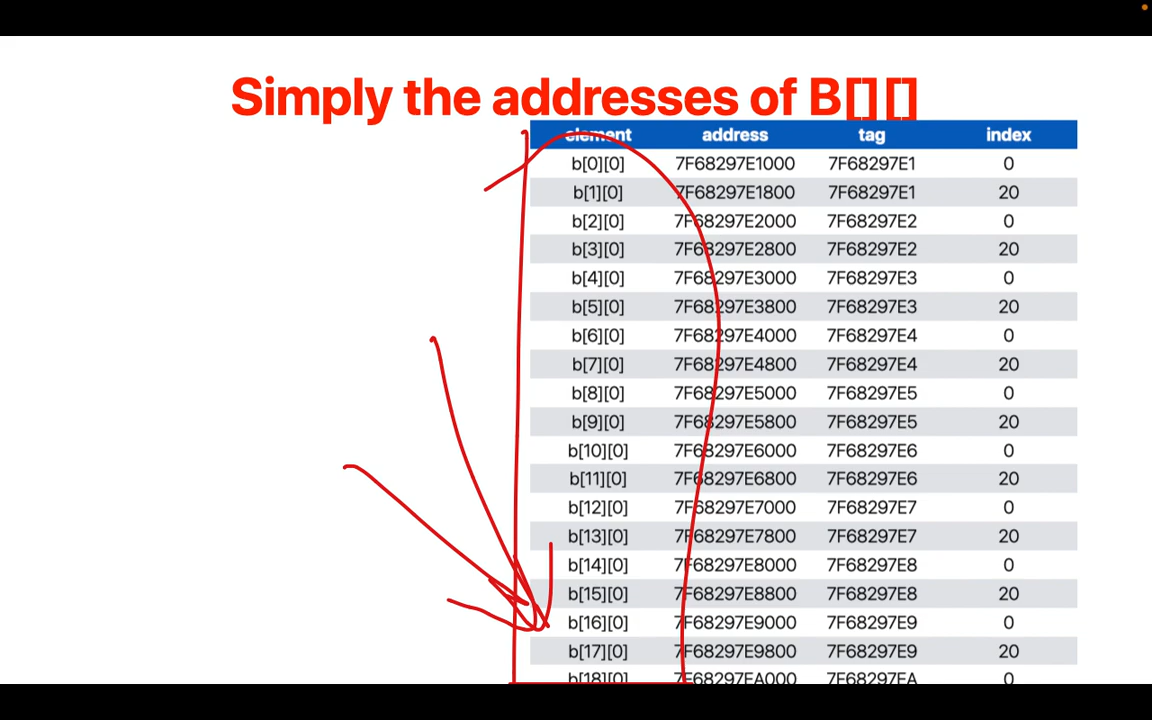 Simply the addresses of B[][]
element address tag index
b[0][0] 7F68297E1000 7F68297E1 0
b[1][0] 7F68297E1800 7F68297E1 20
b[2][0] 7F68297E2000 7F68297E2 0
b[3][0] 7F68297E2800 7F68297E2 20
b[4][0] 7F68297E3000 7F68297E3 0
b[5][0] 7F68297E3800 7F68297E3 20
b[6][0] 7F68297E4000 7F68297E4 0
b[7][0] 7F68297E4800 7F68297E4 20
b[8][0] 7F68297E5000 7F68297E5 0
b[9][0] 7F68297E5800 7F68297E5 20
b[10][0] 7F68297E6000 7F68297E6 0
b[11][0] 7F68297E6800 7F68297E6 20
b[12][0] 7F68297E7000 7F68297E7 0
b[13][0] 7F68297E7800 7F68297E7 20
b[14][0] 7F68297E8000 7F68297E8 0
b[15][0] 7F68297E8800 7F68297E8 20
b[16][0] 7F68297E9000 7F68297E9 0
b[17][0] 7F68297E9800 7F68297E9 20
b[18][0] 7F68297EA000 7F68297EA 0